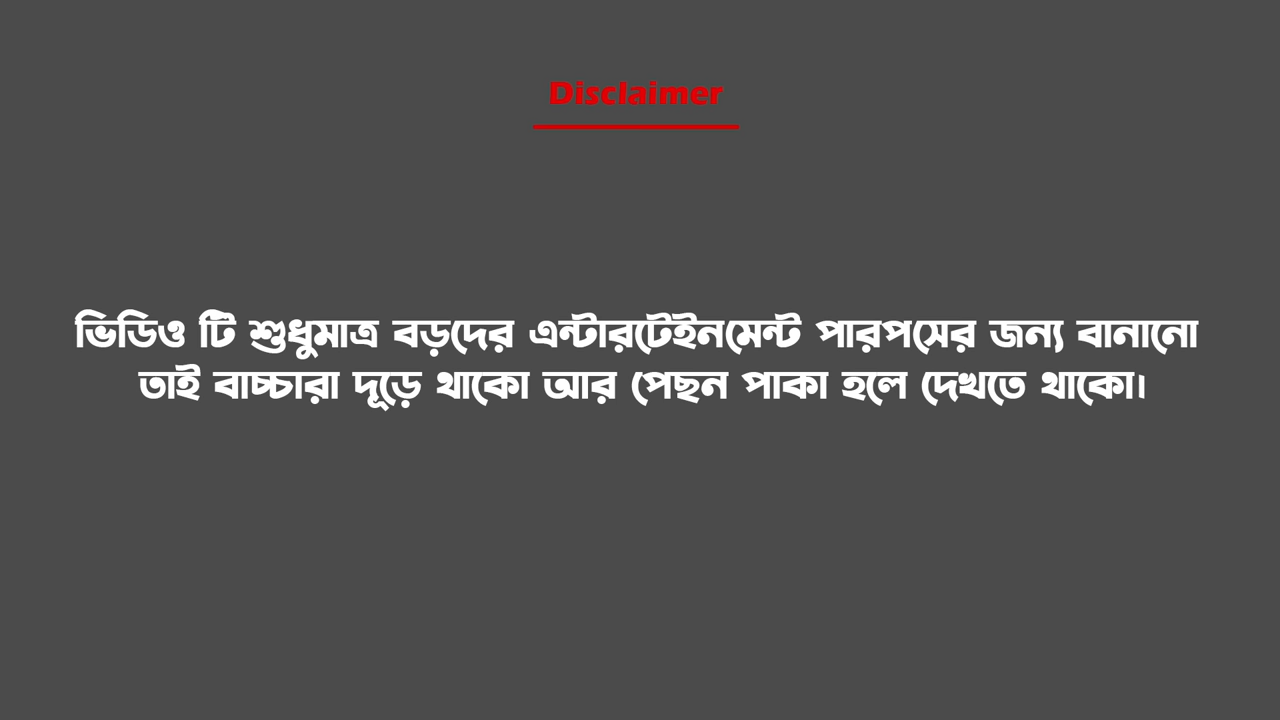 Disclaimer
ভিডিও টি শুধুমাত্র বড়দের এন্টারটেইনমেন্ট পারপসের জন্য বানানো
তাই বাচ্চারা দূড়ে থাকো আর পেছন পাকা হলে দেখতে থাকো।